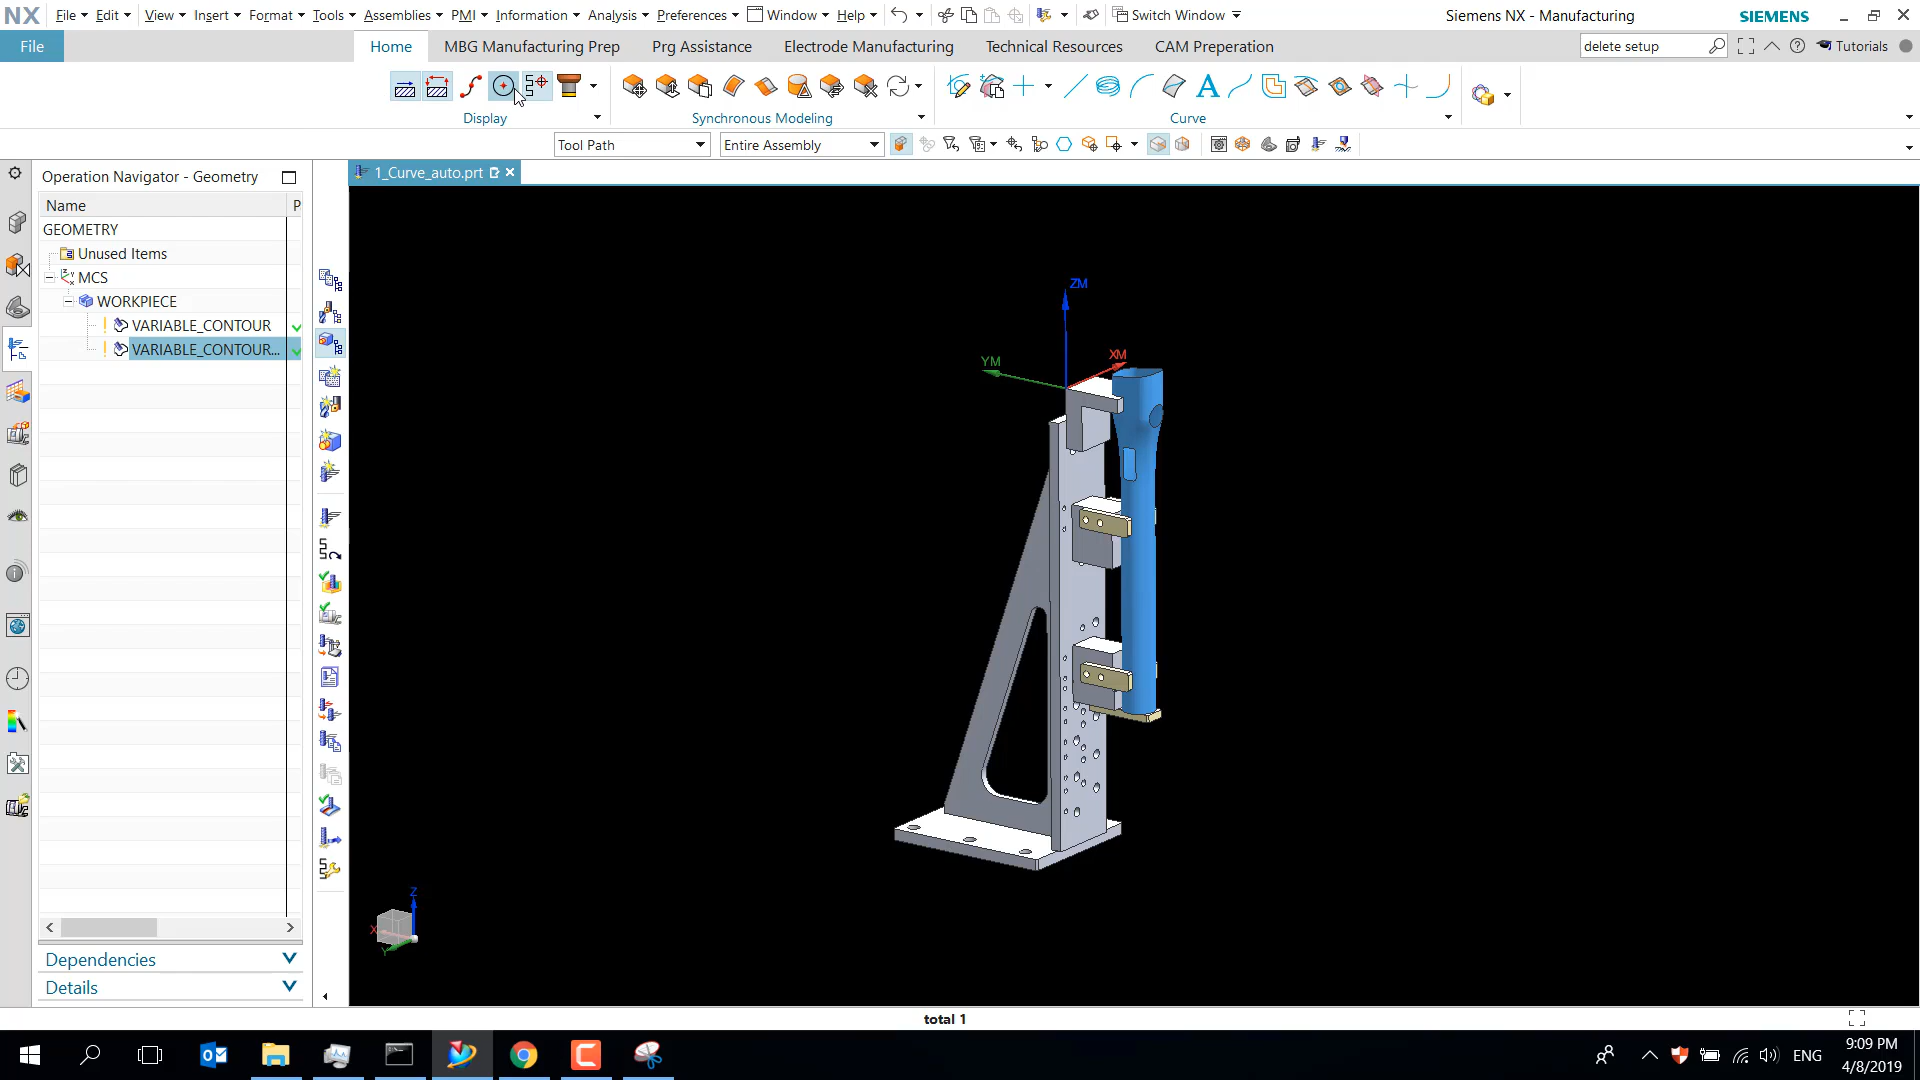 NX File Edit View Insert Format Tools Assemblies PMI Information Analysis Preferences Window Help Switch Window Siemens NX - Manufacturing SIEMENS
File Home MBG Manufacturing Prep Prg Assistance Electrode Manufacturing Technical Resources CAM Preperation delete setup Tutorials
Display Synchronous Modeling Curve
Tool Path Entire Assembly
Operation Navigator - Geometry
1_Curve_auto.prt
Name P
GEOMETRY
Unused Items
MCS
WORKPIECE
VARIABLE_CONTOUR
VARIABLE_CONTOUR...
ZM
XM
YM
Z
X
Y
Dependencies
Details
total 1
ENG
9:09 PM
4/8/2019